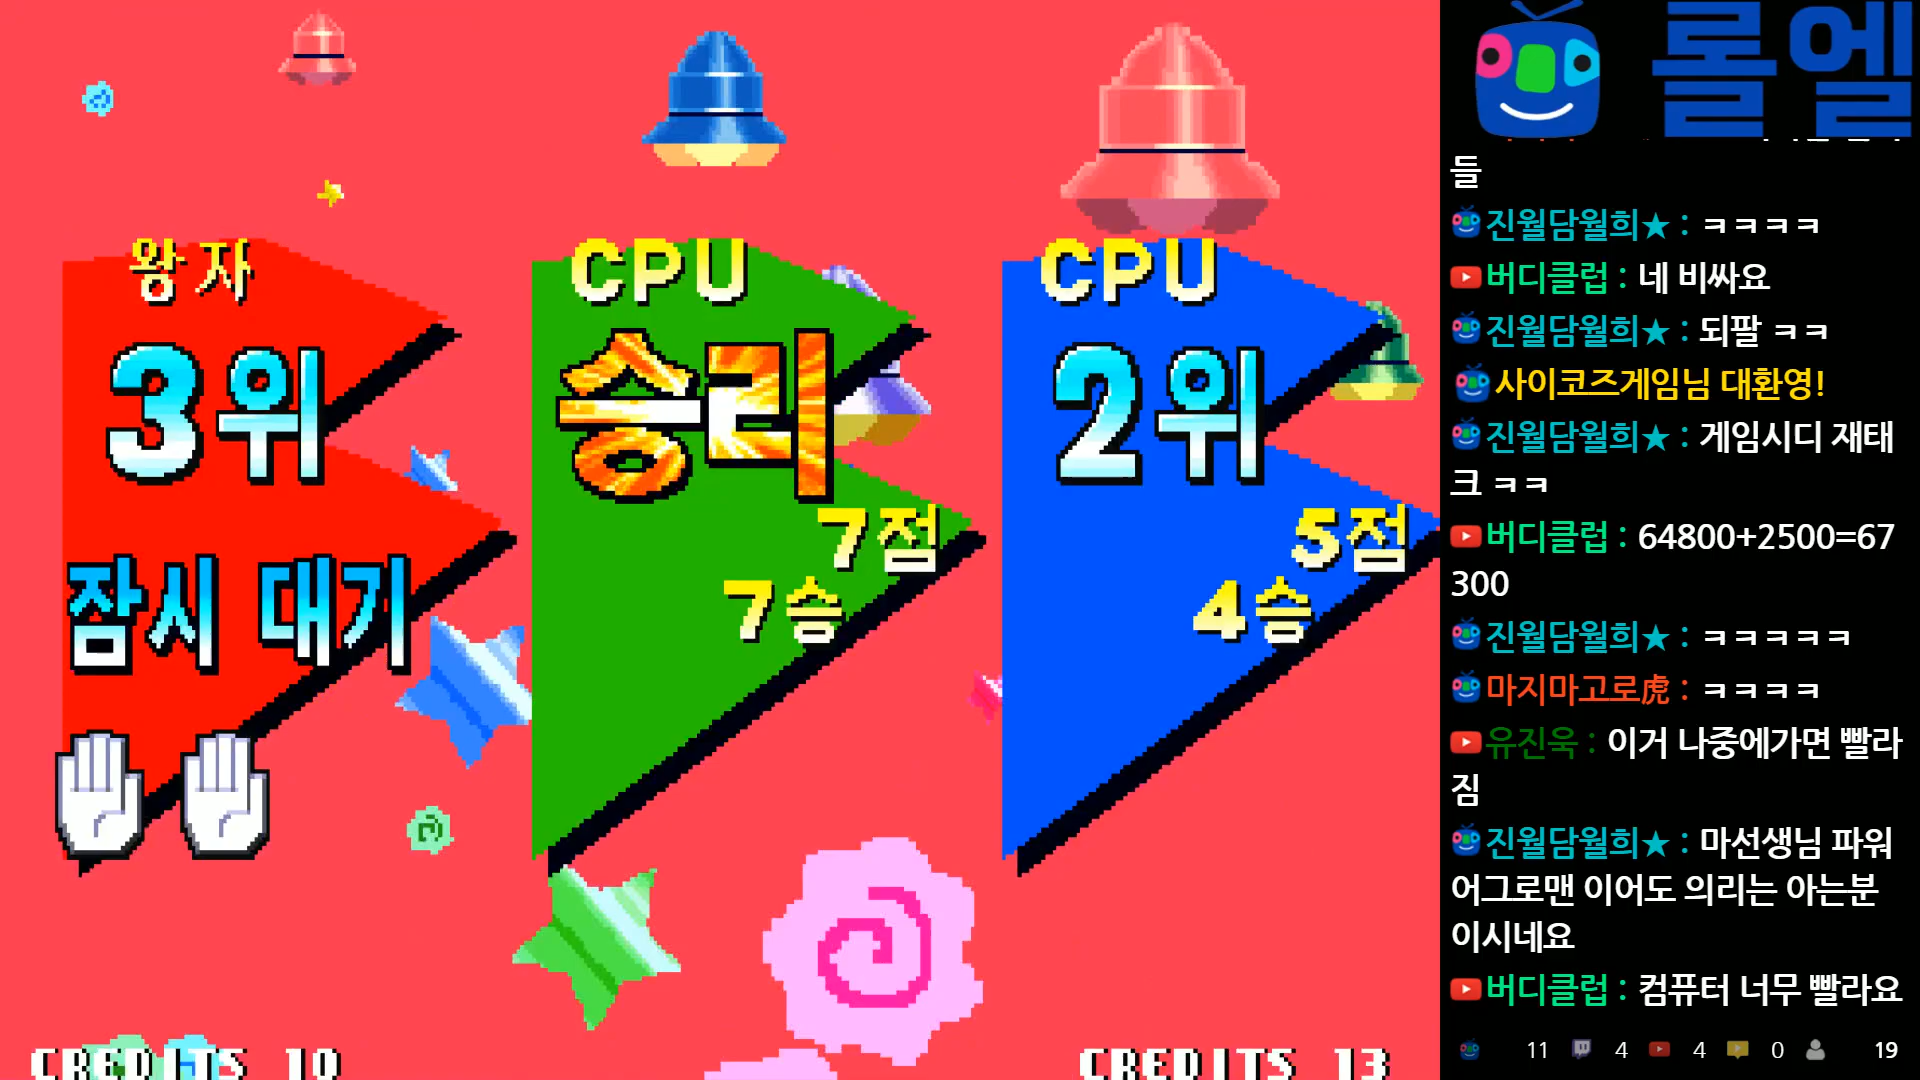 왕자
3위
잠시 대기
CPU
승리
7점
7승
CPU
2위
5점
4승
CREDITS 10
CREDITS 13
롤엘
들
진월담월희★ : ㅋㅋㅋㅋ
버디클럽 : 네 비싸요
진월담월희★ : 되팔 ㅋㅋ
사이코즈게임님 대환영!
진월담월희★ : 게임시디 재태
크 ㅋㅋ
버디클럽 : 64800+2500=67
300
진월담월희★ : ㅋㅋㅋㅋㅋ
마지마고로虎 : ㅋㅋㅋㅋ
유진욱 : 이거 나중에가면 빨라
짐
진월담월희★ : 마선생님 파워
어그로맨 이어도 의리는 아는분
이시네요
버디클럽 : 컴퓨터 너무 빨라요
11 4 4 0 19